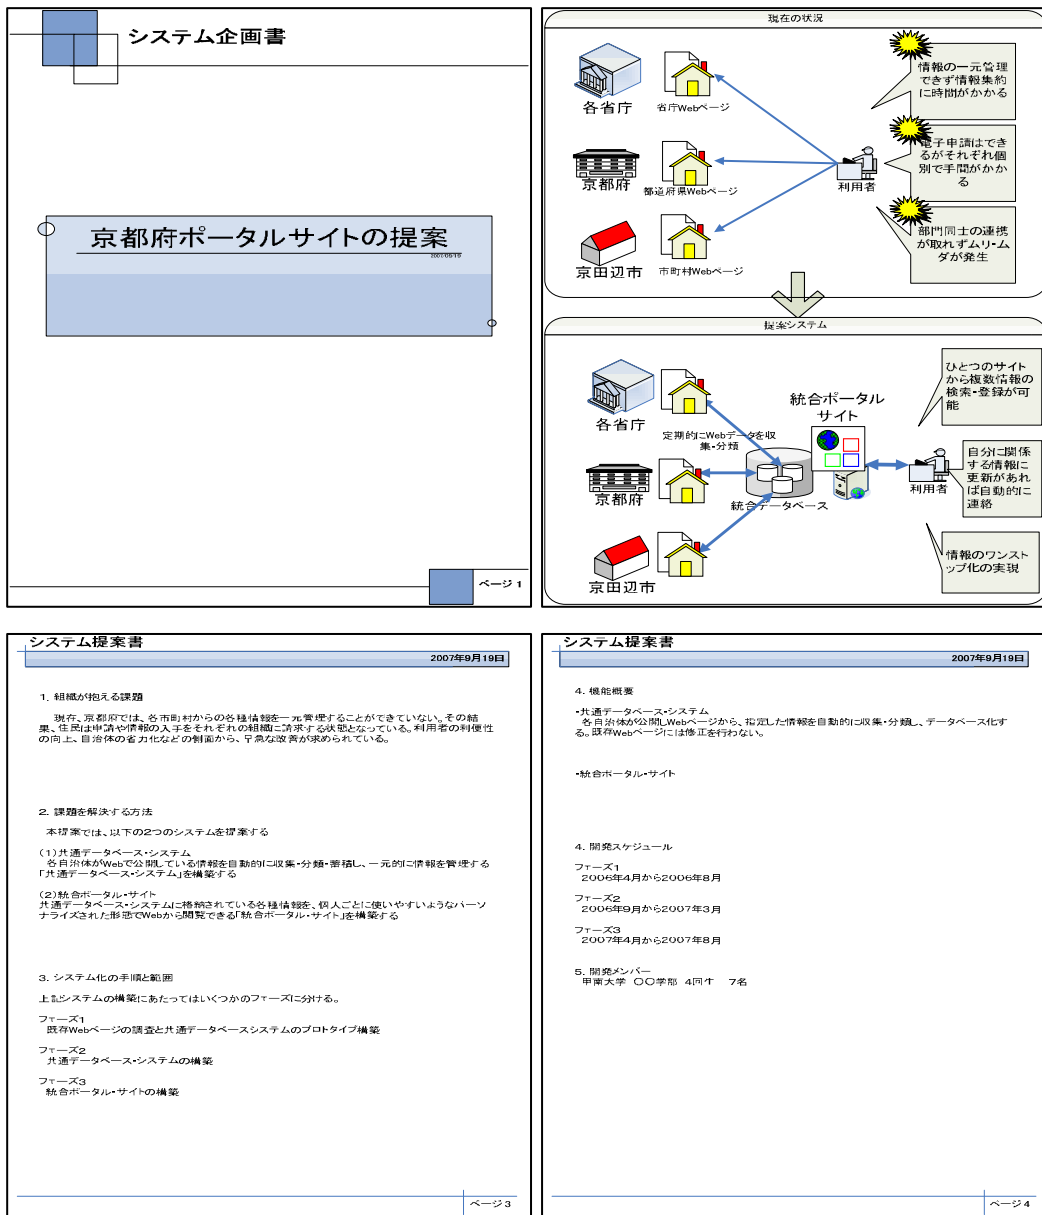 システム企画書
京都府ポータルサイトの提案
2007/09/19
ページ 1
現在の状況
各省庁
省庁Webページ
京都府
都道府県Webページ
京田辺市
市町村Webページ
利用者
情報の一元管理
できず情報集約
に時間がかかる
電子申請はで
きるがそれぞれ個
別で手間がかか
る
部門同士の連携
が取れずムリ・ム
ダが発生
提案システム
各省庁
京都府
京田辺市
定期的にWebデータを収
集・分類
統合データベース
統合ポータル
サイト
利用者
ひとつのサイト
から複数情報の
検索・登録が可
能
自分に関係
する情報に
更新があれ
ば自動的に
連絡
情報のワンスト
ップ化の実現
システム提案書
2007年9月19日
1. 組織が抱える課題
現在、京都府では、各市町村からの各種情報を一元管理することができていない。その結
果、住民は申請や情報の入手をそれぞれの組織に請求する状態となっている。利用者の利便性
の向上、自治体の省力化などの側面から、早急な改善が求められている。
2. 課題を解決する方法
本提案では、以下の2つのシステムを提案する
(1)共通データベース・システム
各自治体がWebで公開している情報を自動的に収集・分類・蓄積し、一元的に情報を管理する
「共通データベース・システム」を構築する
(2)統合ポータル・サイト
共通データベース・システムに格納されている各種情報を、個人ごとに使いやすいようなパーソ
ナライズされた形態でWebから閲覧できる「統合ポータル・サイト」を構築する
3. システム化の手順と範囲
上記システムの構築にあたってはいくつかのフェーズに分ける。
フェーズ1
既存Webページの調査と共通データベースシステムのプロトタイプ構築
フェーズ2
共通データベース・システムの構築
フェーズ3
統合ポータル・サイトの構築
ページ 3
システム提案書
2007年9月19日
4. 機能概要
・共通データベース・システム
各自治体が公開しWebページから、指定した情報を自動的に収集・分類し、データベース化す
る。既存Webページには修正を行わない。
・統合ポータル・サイト
4. 開発スケジュール
フェーズ1
2006年4月から2006年8月
フェーズ2
2006年9月から2007年3月
フェーズ3
2007年4月から2007年8月
5. 開発メンバー
甲南大学 〇〇学部 4回生 7名
ページ 4